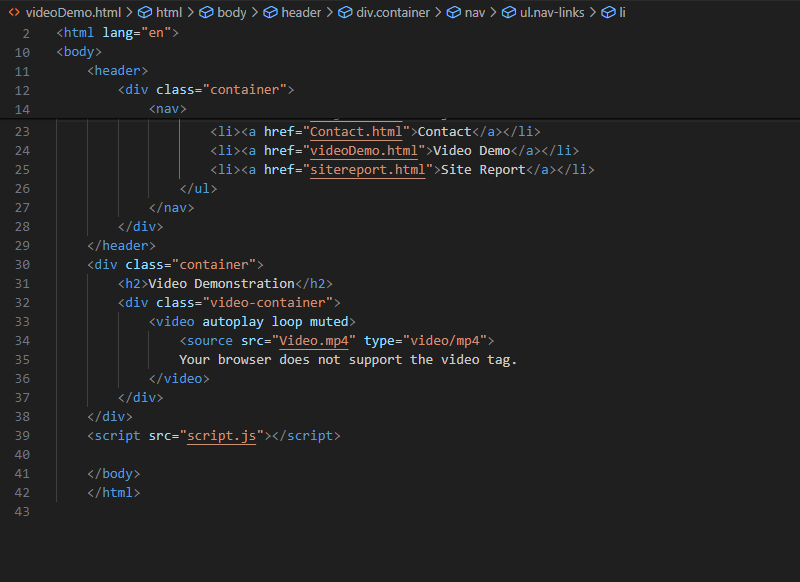 videoDemo.html > html > body > header > div.container > nav > ul.nav-links > li
2 <html lang="en">
10 <body>
11 <header>
12 <div class="container">
14 <nav>
23 <li><a href="Contact.html">Contact</a></li>
24 <li><a href="videoDemo.html">Video Demo</a></li>
25 <li><a href="sitereport.html">Site Report</a></li>
26 </ul>
27 </nav>
28 </div>
29 </header>
30 <div class="container">
31 <h2>Video Demonstration</h2>
32 <div class="video-container">
33 <video autoplay loop muted>
34 <source src="Video.mp4" type="video/mp4">
35 Your browser does not support the video tag.
36 </video>
37 </div>
38 </div>
39 <script src="script.js"></script>
40
41 </body>
42 </html>
43